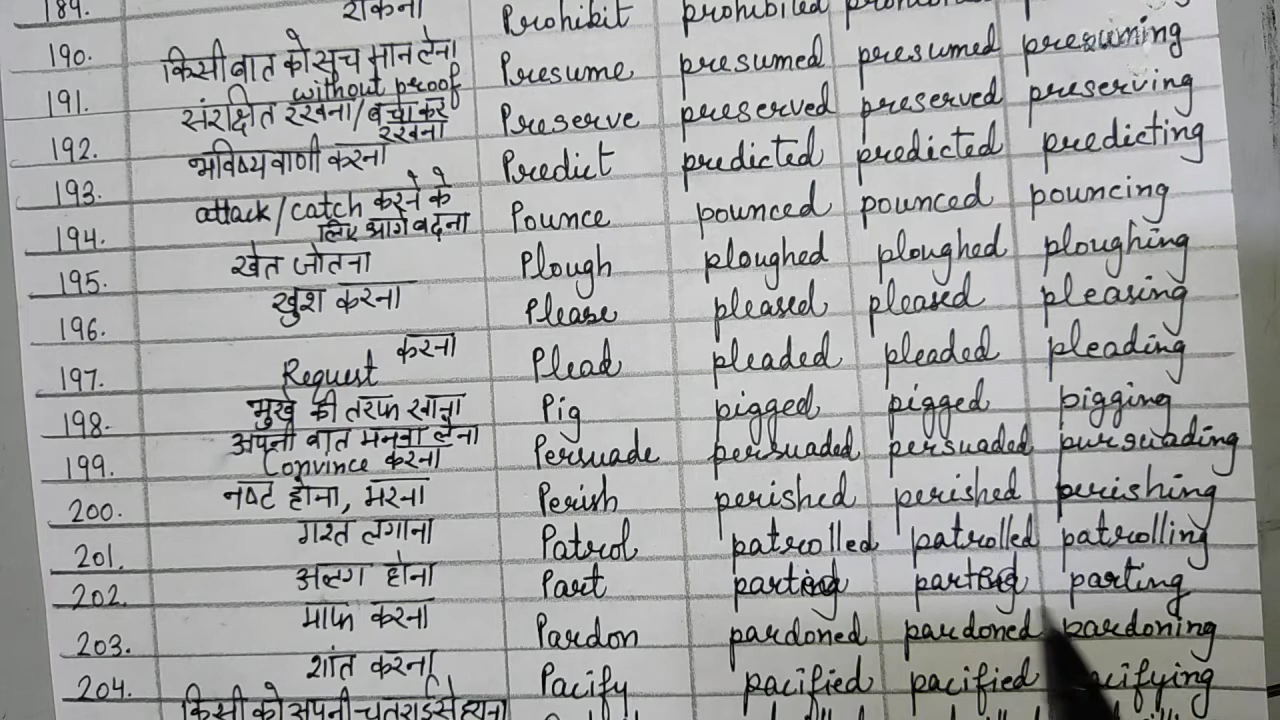 189. रोकना Prohibit prohibited
190. किसी बात को सच मान लेना without proof Presume presumed presumed presuming
191. संरक्षित रखना/बचाकर रखना Preserve preserved preserved preserving
192. भविष्यवाणी करना Predict predicted predicted predicting
193. attack/catch करने के लिए आगे बढ़ना Pounce pounced pounced pouncing
194. खेत जोतना Plough ploughed ploughed ploughing
195. खुश करना Please pleased pleased pleasing
196. Request करना Plead pleaded pleaded pleading
197. मुर्ख की तरफ खाना Pig pigged pigged pigging
198. अपनी बात मनवा लेना Convince करना Persuade persuaded persuaded pursuading
199. नष्ट होना, मरना Perish perished perished perishing
200. गश्त लगाना Patrol patrolled patrolled patrolling
201. अलग होना Part parting
202. माफ करना Pardon pardoned pardoned pardoning
203. शांत करना Pacify pacified pacified pacifying
204. किसी को अपनी